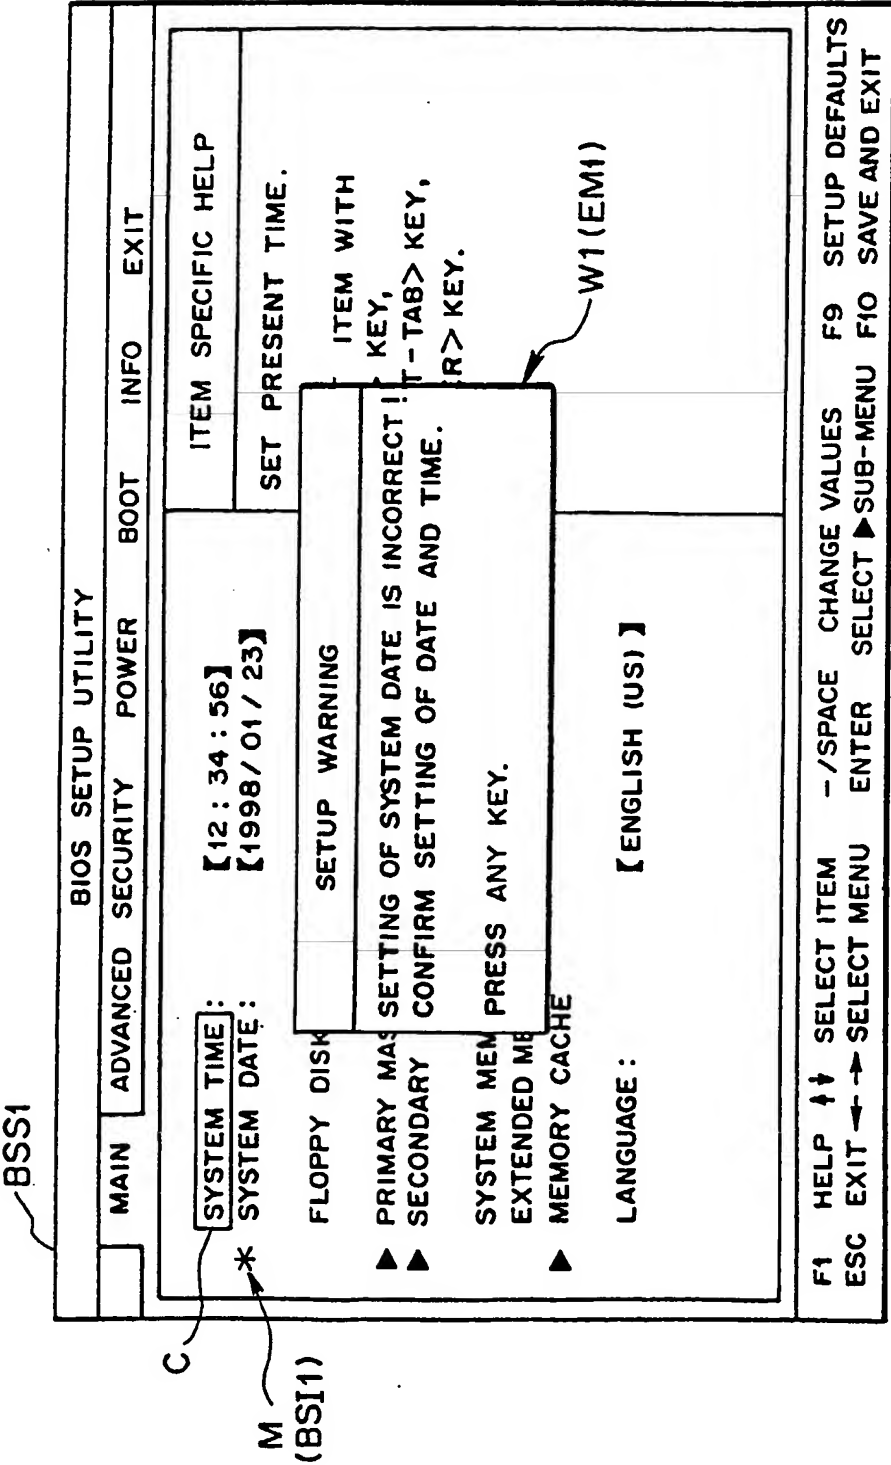 BSS1
BIOS SETUP UTILITY
MAIN ADVANCED SECURITY POWER BOOT INFO EXIT
C
SYSTEM TIME : 【12 : 34 : 56】
* SYSTEM DATE : 【1998/ 01 / 23】
M
(BSI1)
FLOPPY DISK
▶ PRIMARY MAS
▶ SECONDARY
SYSTEM MEM
EXTENDED ME
▶ MEMORY CACHE
LANGUAGE : 【ENGLISH (US)】
ITEM SPECIFIC HELP
SET PRESENT TIME.
ITEM WITH
KEY,
T-TAB> KEY,
R> KEY.
SETUP WARNING
SETTING OF SYSTEM DATE IS INCORRECT !
CONFIRM SETTING OF DATE AND TIME.
PRESS ANY KEY.
W1(EM1)
F1 HELP ↑↓ SELECT ITEM -/SPACE CHANGE VALUES F9 SETUP DEFAULTS
ESC EXIT ←→ SELECT MENU ENTER SELECT ▶SUB-MENU F10 SAVE AND EXIT